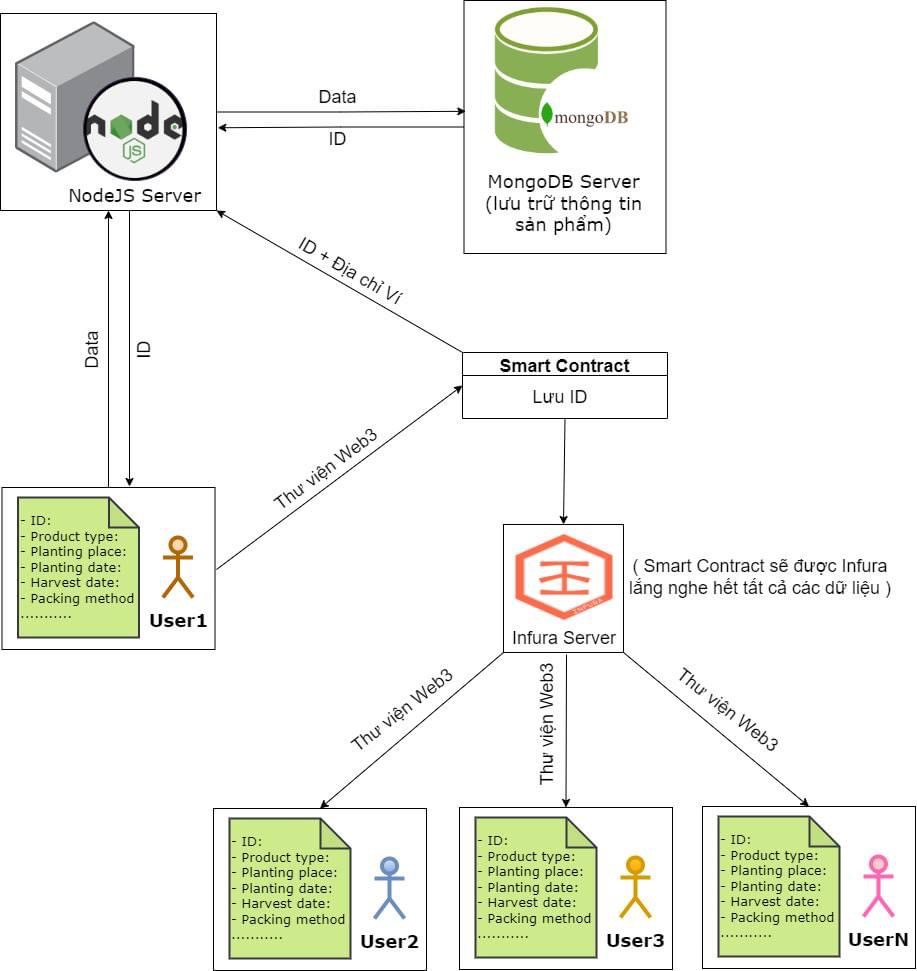 node
JS
NodeJS Server
Data
ID
mongoDB
MongoDB Server
(lưu trữ thông tin
sản phẩm)
ID + Địa chỉ Ví
Data
ID
Smart Contract
Lưu ID
Thư viện Web3
- ID:
- Product type:
- Planting place:
- Planting date:
- Harvest date:
- Packing method
...........
User1
INFURA
Infura Server
( Smart Contract sẽ được Infura
lắng nghe hết tất cả các dữ liệu )
Thư viện Web3
Thư viện Web3
Thư viện Web3
- ID:
- Product type:
- Planting place:
- Planting date:
- Harvest date:
- Packing method
...........
User2
- ID:
- Product type:
- Planting place:
- Planting date:
- Harvest date:
- Packing method
...........
User3
- ID:
- Product type:
- Planting place:
- Planting date:
- Harvest date:
- Packing method
...........
UserN